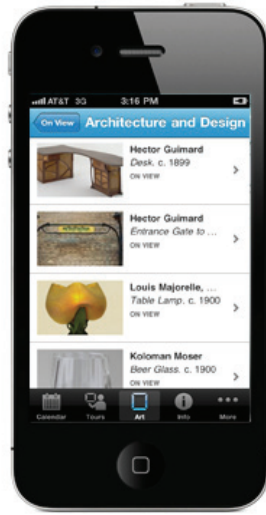 AT&T 3G 3:16 PM
On View Architecture and Design
Hector Guimard
Desk. c. 1899
ON VIEW
Hector Guimard
Entrance Gate to ...
ON VIEW
Louis Majorelle, ...
Table Lamp. c. 1900
ON VIEW
Koloman Moser
Beer Glass. c. 1900
ON VIEW
Calendar Tours Art Info More